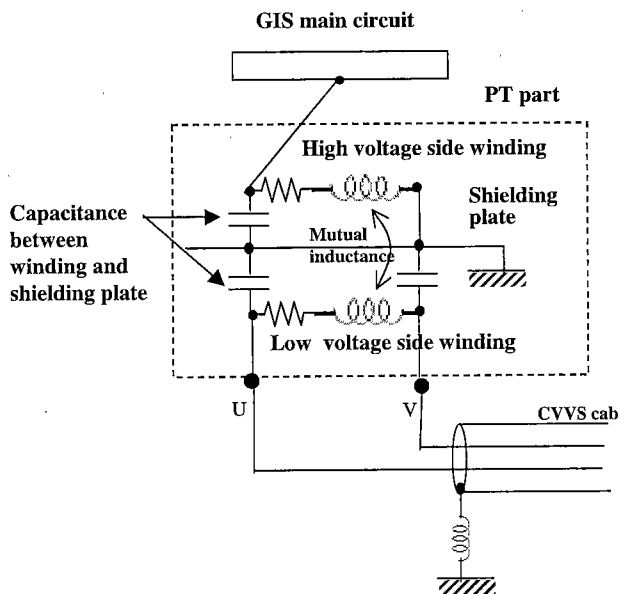 GIS main circuit
PT part
High voltage side winding
Shielding
plate
Capacitance
between
winding and
shielding plate
Mutual
inductance
Low voltage side winding
U
V
CVVS cab